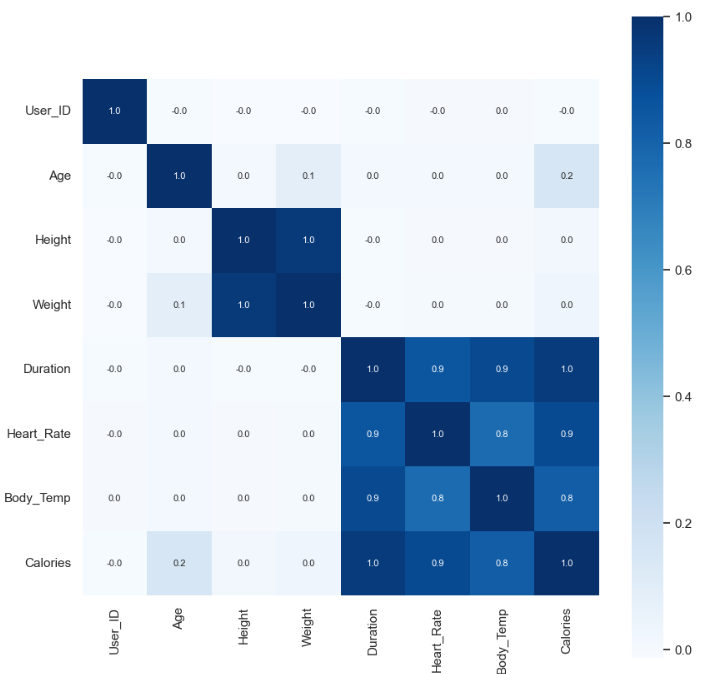 1.0
User_ID 1.0 -0.0 -0.0 -0.0 -0.0 -0.0 0.0 -0.0
0.8
Age -0.0 1.0 0.0 0.1 0.0 0.0 0.0 0.2
Height -0.0 0.0 1.0 1.0 -0.0 0.0 0.0 0.0
0.6
Weight -0.0 0.1 1.0 1.0 -0.0 0.0 0.0 0.0
Duration -0.0 0.0 -0.0 -0.0 1.0 0.9 0.9 1.0
0.4
Heart_Rate -0.0 0.0 0.0 0.0 0.9 1.0 0.8 0.9
Body_Temp 0.0 0.0 0.0 0.0 0.9 0.8 1.0 0.8
0.2
Calories -0.0 0.2 0.0 0.0 1.0 0.9 0.8 1.0
0.0
User_ID
Age
Height
Weight
Duration
Heart_Rate
Body_Temp
Calories